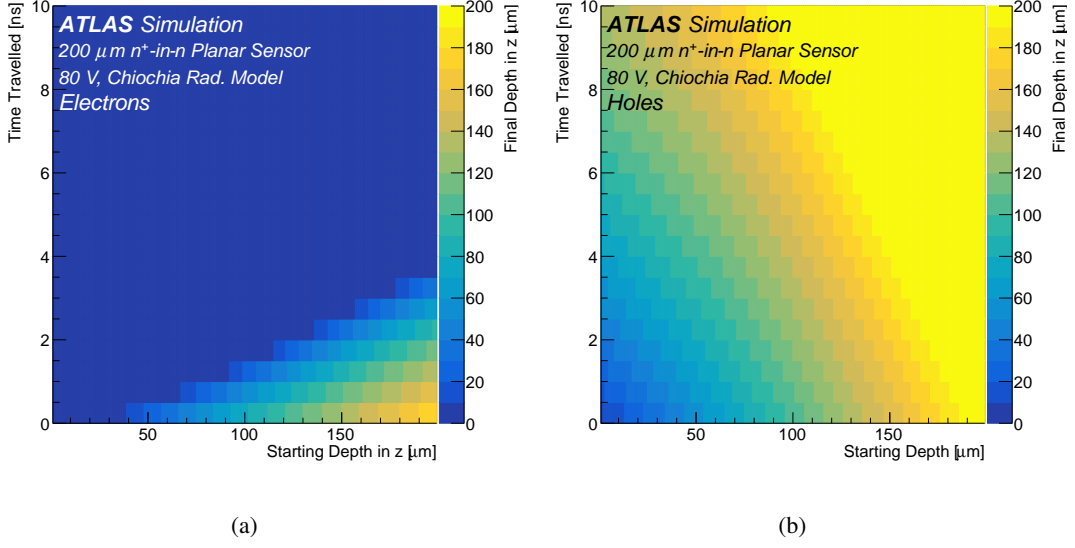 ATLAS Simulation
200 μm n+-in-n Planar Sensor
80 V, Chiochia Rad. Model
Electrons
Time Travelled [ns]
10
8
6
4
2
0
50
100
150
Starting Depth in z [μm]
200
180
160
140
120
100
80
60
40
20
0
Final Depth in z [μm]
(a)
ATLAS Simulation
200 μm n+-in-n Planar Sensor
80 V, Chiochia Rad. Model
Holes
Time Travelled [ns]
10
8
6
4
2
0
50
100
150
Starting Depth [μm]
200
180
160
140
120
100
80
60
40
20
0
Final Depth in z [μm]
(b)